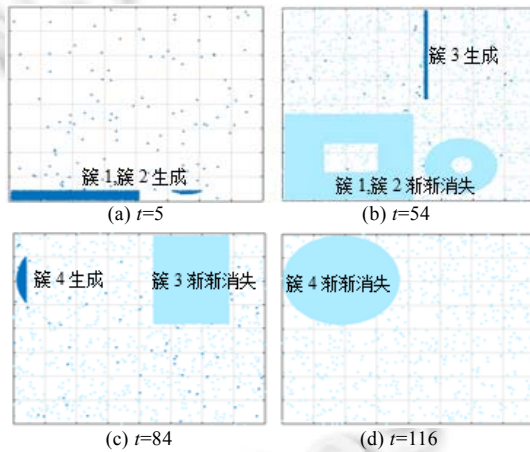 簇 1,簇 2 生成
(a) t=5
簇 3 生成
簇 1,簇 2 渐渐消失
(b) t=54
簇 4 生成
簇 3 渐渐消失
(c) t=84
簇 4 渐渐消失
(d) t=116